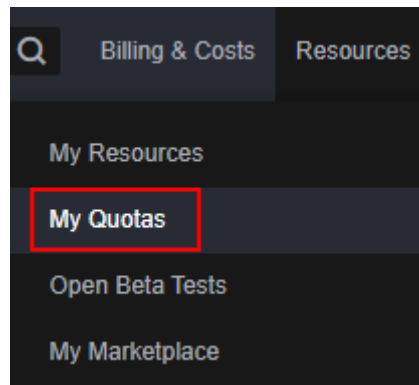 Billing & Costs Resources
My Resources
My Quotas
Open Beta Tests
My Marketplace